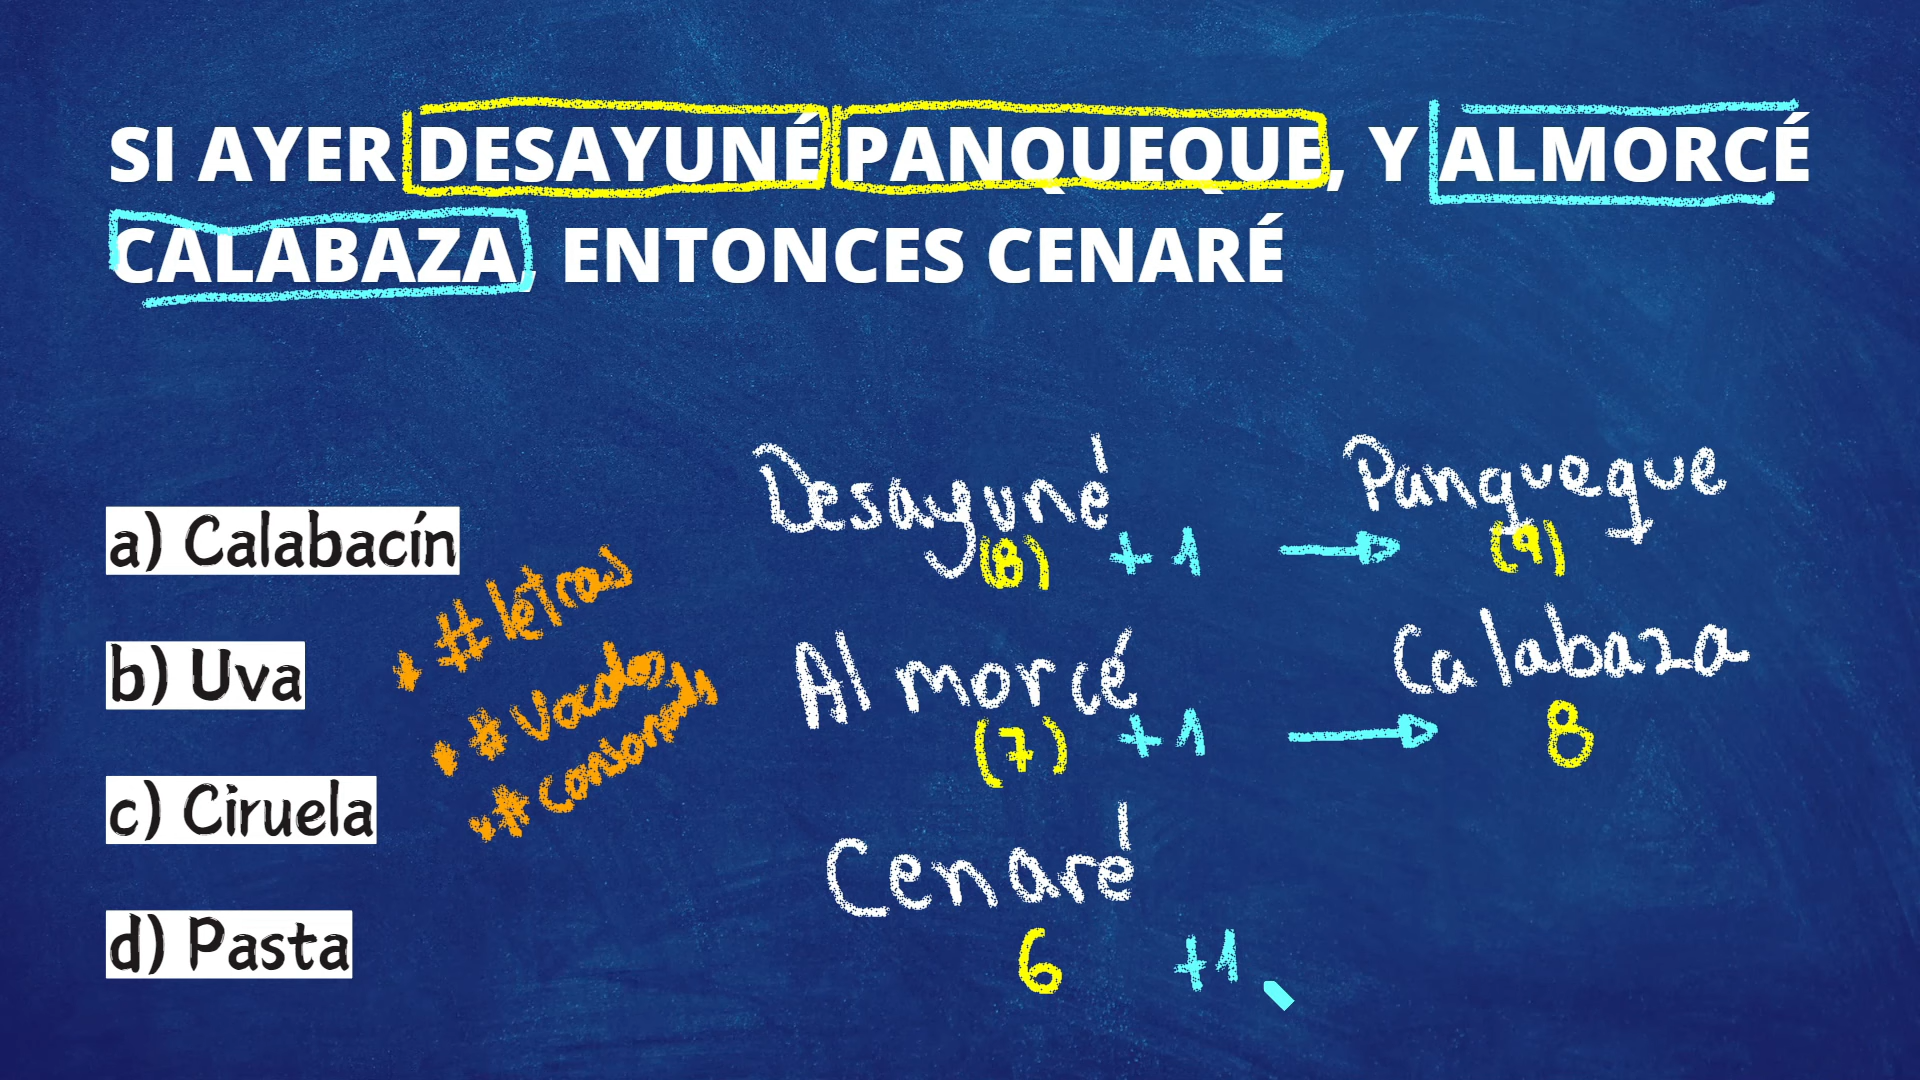 SI AYER DESAYUNÉ PANQUEQUE, Y ALMORCÉ
CALABAZA, ENTONCES CENARÉ
a) Calabacín
b) Uva
c) Ciruela
d) Pasta
# letras
# Vocales
# consonantes
Desayuné Panqueque
(8) +1 (9)
Almorcé Calabaza
(7) +1 8
Cenaré
6 +1